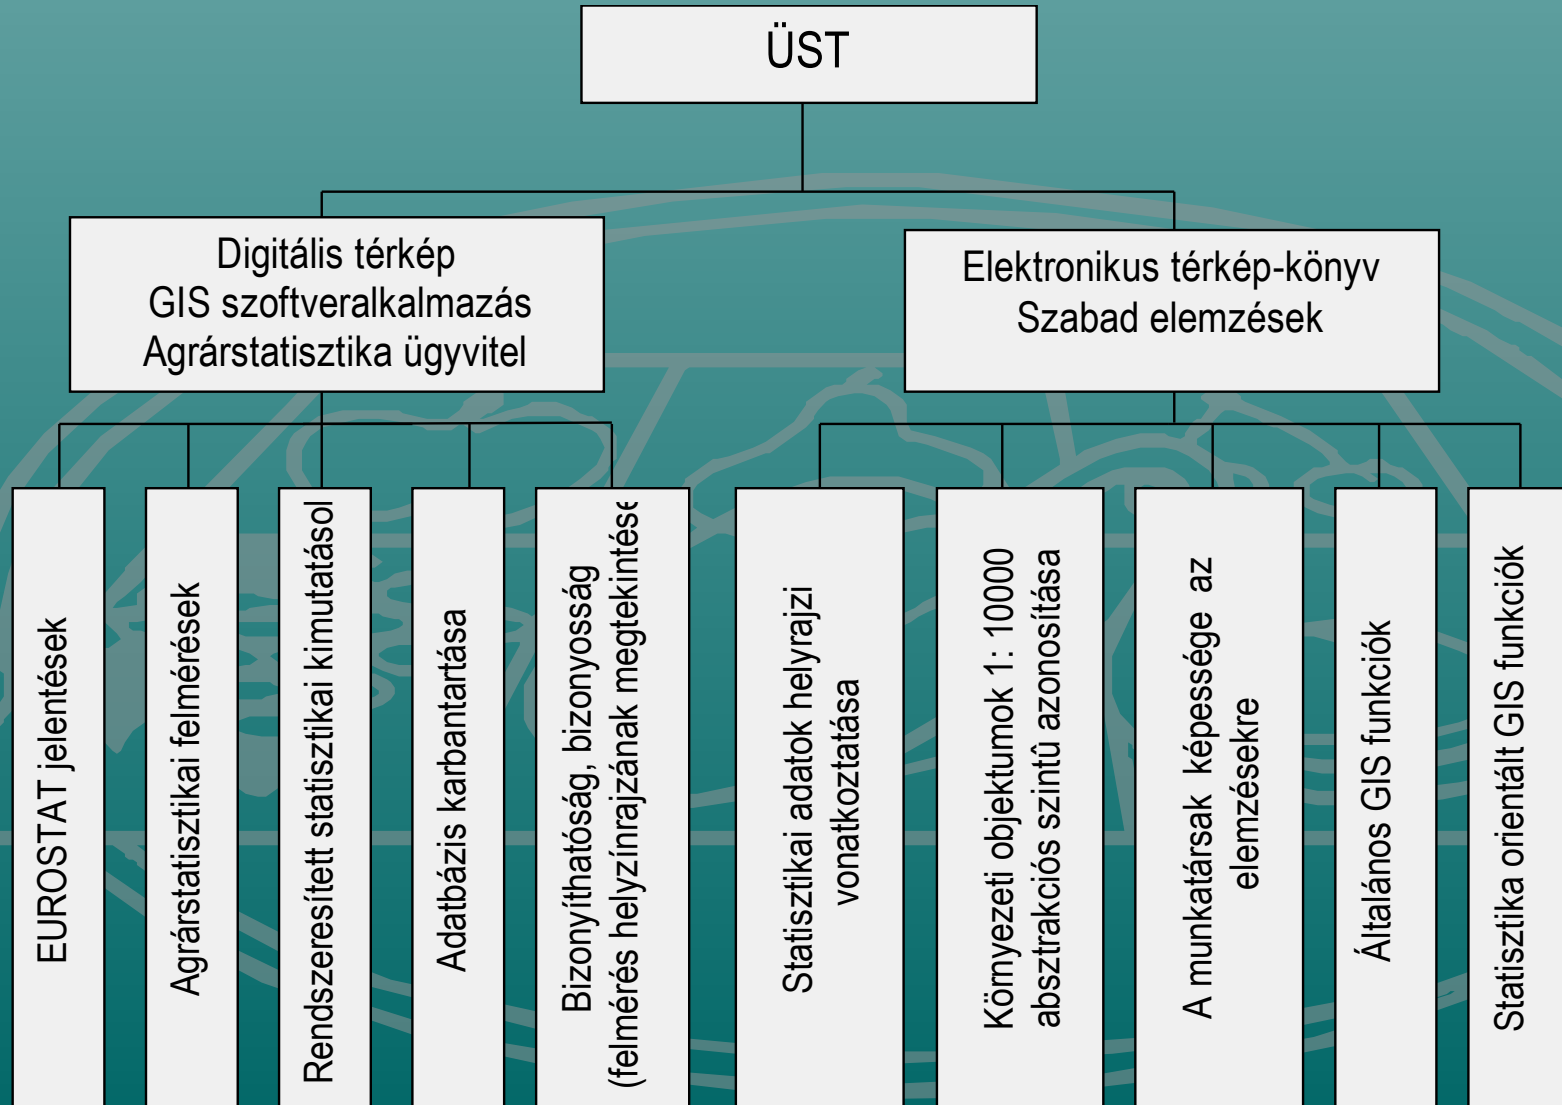 ÜST
Digitális térkép
GIS szoftveralkalmazás
Agrárstatisztika ügyvitel
Elektronikus térkép-könyv
Szabad elemzések
EUROSTAT jelentések
Agrárstatisztikai felmérések
Rendszeresített statisztikai kimutatásol
Adatbázis karbantartása
Bizonyíthatóság, bizonyosság
(felmérés helyzínrajzának megtekintése
Statisztikai adatok helyrajzi
vonatkoztatása
Környezeti objektumok 1: 10000
absztrakciós szintû azonosítása
A munkatársak képessége az
elemzésekre
Általános GIS funkciók
Statisztika orientált GIS funkciók